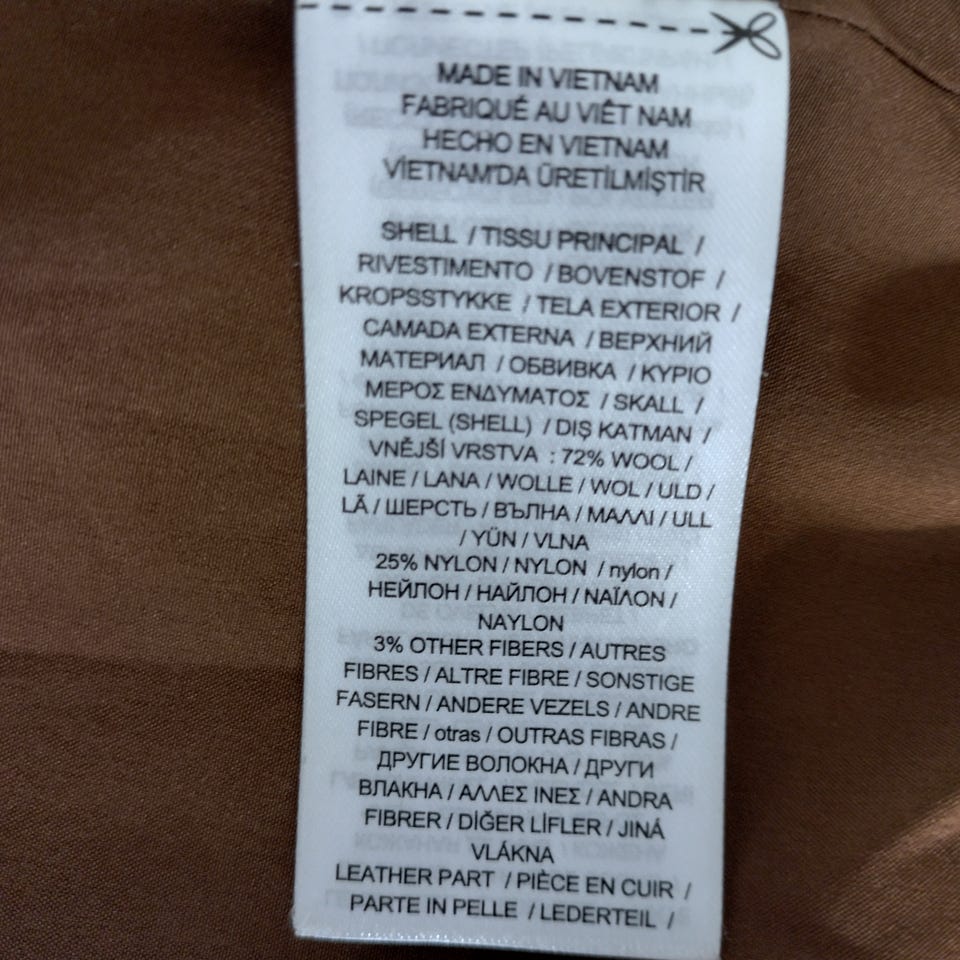 MADE IN VIETNAM
FABRIQUÉ AU VIÊT NAM
HECHO EN VIETNAM
VİETNAM'DA ÜRETİLMİŞTİR
SHELL / TISSU PRINCIPAL /
RIVESTIMENTO / BOVENSTOF /
KROPSSTYKKE / TELA EXTERIOR /
CAMADA EXTERNA / ВЕРХНИЙ
МАТЕРИАЛ / ОБВИВКА / ΚΥΡΙΟ
ΜΕΡΟΣ ΕΝΔΥΜΑΤΟΣ / SKALL /
SPEGEL (SHELL) / DIŞ KATMAN /
VNĚJŠÍ VRSTVA : 72% WOOL /
LAINE / LANA / WOLLE / WOL / ULD /
LÃ / ШЕРСТЬ / ВЪЛНА / ΜΑΛΛΙ / ULL
/ YÜN / VLNA
25% NYLON / NYLON / nylon /
НЕЙЛОН / НАЙЛОН / ΝΑΪΛΟΝ /
NAYLON
3% OTHER FIBERS / AUTRES
FIBRES / ALTRE FIBRE / SONSTIGE
FASERN / ANDERE VEZELS / ANDRE
FIBRE / otras / OUTRAS FIBRAS /
ДРУГИЕ ВОЛОКНА / ДРУГИ
ВЛАКНА / ΑΛΛΕΣ ΙΝΕΣ / ANDRA
FIBRER / DİĞER LİFLER / JINÁ
VLÁKNA
LEATHER PART / PIÈCE EN CUIR /
PARTE IN PELLE / LEDERTEIL /